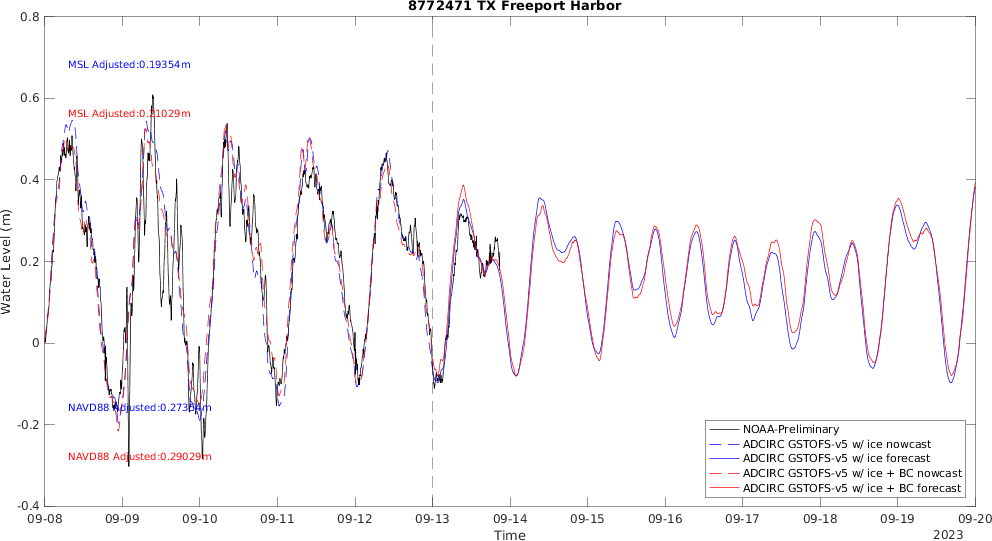 8772471 TX Freeport Harbor
0.8
0.6
0.4
0.2
0
-0.2
-0.4
Water Level (m)
MSL Adjusted:0.19354m
MSL Adjusted:0.21029m
NAVD88 Adjusted:0.27354m
NAVD88 Adjusted:0.29029m
NOAA-Preliminary
ADCIRC GSTOFS-v5 w/ ice nowcast
ADCIRC GSTOFS-v5 w/ ice forecast
ADCIRC GSTOFS-v5 w/ ice + BC nowcast
ADCIRC GSTOFS-v5 w/ ice + BC forecast
09-08 09-09 09-10 09-11 09-12 09-13 09-14 09-15 09-16 09-17 09-18 09-19 09-20
Time
2023